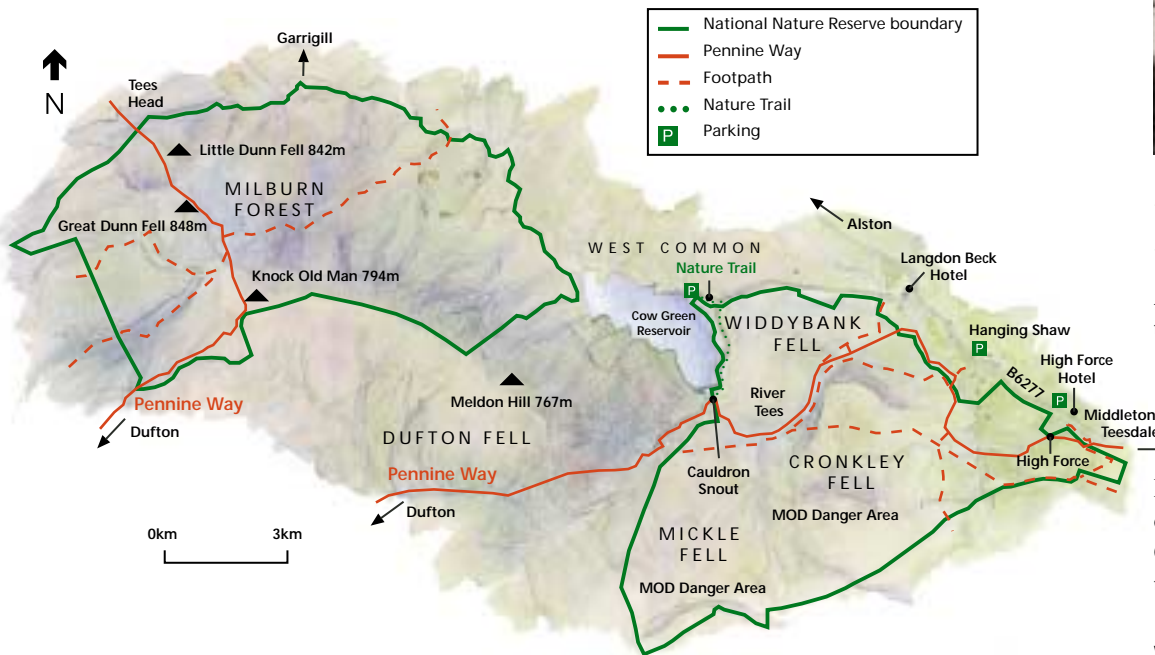 National Nature Reserve boundary
Pennine Way
Footpath
Nature Trail
P
Parking
Garrigill
N
Tees
Head
Little Dunn Fell 842m
MILBURN
FOREST
Great Dunn Fell 848m
Knock Old Man 794m
Alston
WEST COMMON
Nature Trail
P
Langdon Beck
Hotel
Cow Green
Reservoir
WIDDYBANK
FELL
Hanging Shaw
P
High Force
Hotel
B6277
P
Meldon Hill 767m
River
Tees
Middleton
Teesdale
Pennine Way
Dufton
DUFTON FELL
Pennine Way
Dufton
Cauldron
Snout
CRONKLEY
FELL
High Force
MOD Danger Area
0km
3km
MICKLE
FELL
MOD Danger Area